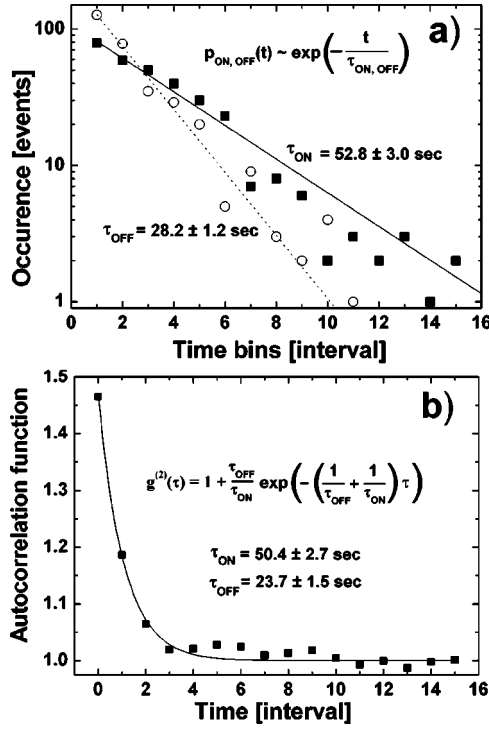 a)
p_ON, OFF(t) ~ exp(- t / τ_ON, OFF)
τ_ON = 52.8 ± 3.0 sec
τ_OFF = 28.2 ± 1.2 sec
Occurence [events]
100
10
1
0 2 4 6 8 10 12 14 16
Time bins [interval]
b)
g^(2)(τ) = 1 + τ_OFF / τ_ON exp(-(1 / τ_OFF + 1 / τ_ON) τ)
τ_ON = 50.4 ± 2.7 sec
τ_OFF = 23.7 ± 1.5 sec
Autocorrelation function
1.5
1.4
1.3
1.2
1.1
1.0
0 2 4 6 8 10 12 14 16
Time [interval]